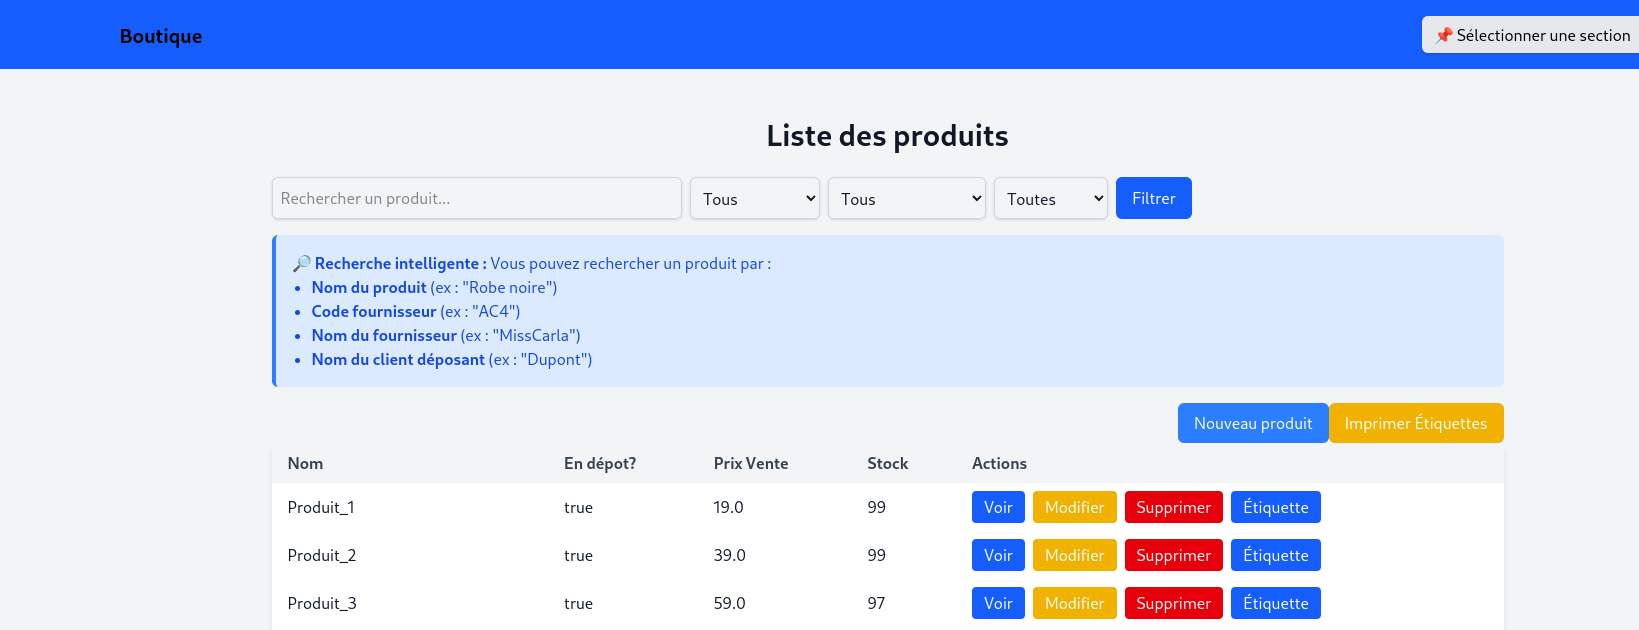 Boutique
📌 Sélectionner une section
Liste des produits
Rechercher un produit...
Tous
Tous
Toutes
Filtrer
🔎 Recherche intelligente : Vous pouvez rechercher un produit par :
• Nom du produit (ex : "Robe noire")
• Code fournisseur (ex : "AC4")
• Nom du fournisseur (ex : "MissCarla")
• Nom du client déposant (ex : "Dupont")
Nouveau produit Imprimer Étiquettes
Nom En dépot? Prix Vente Stock Actions
Produit_1 true 19.0 99 Voir Modifier Supprimer Étiquette
Produit_2 true 39.0 99 Voir Modifier Supprimer Étiquette
Produit_3 true 59.0 97 Voir Modifier Supprimer Étiquette